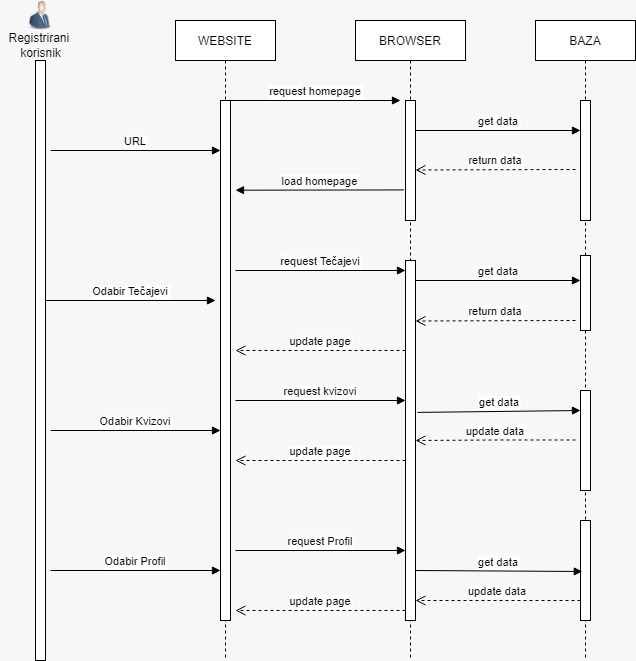 Registrirani
korisnik
WEBSITE
BROWSER
BAZA
request homepage
get data
URL
return data
load homepage
request Tečajevi
get data
Odabir Tečajevi
return data
update page
request kvizovi
get data
Odabir Kvizovi
update data
update page
request Profil
Odabir Profil
get data
update data
update page